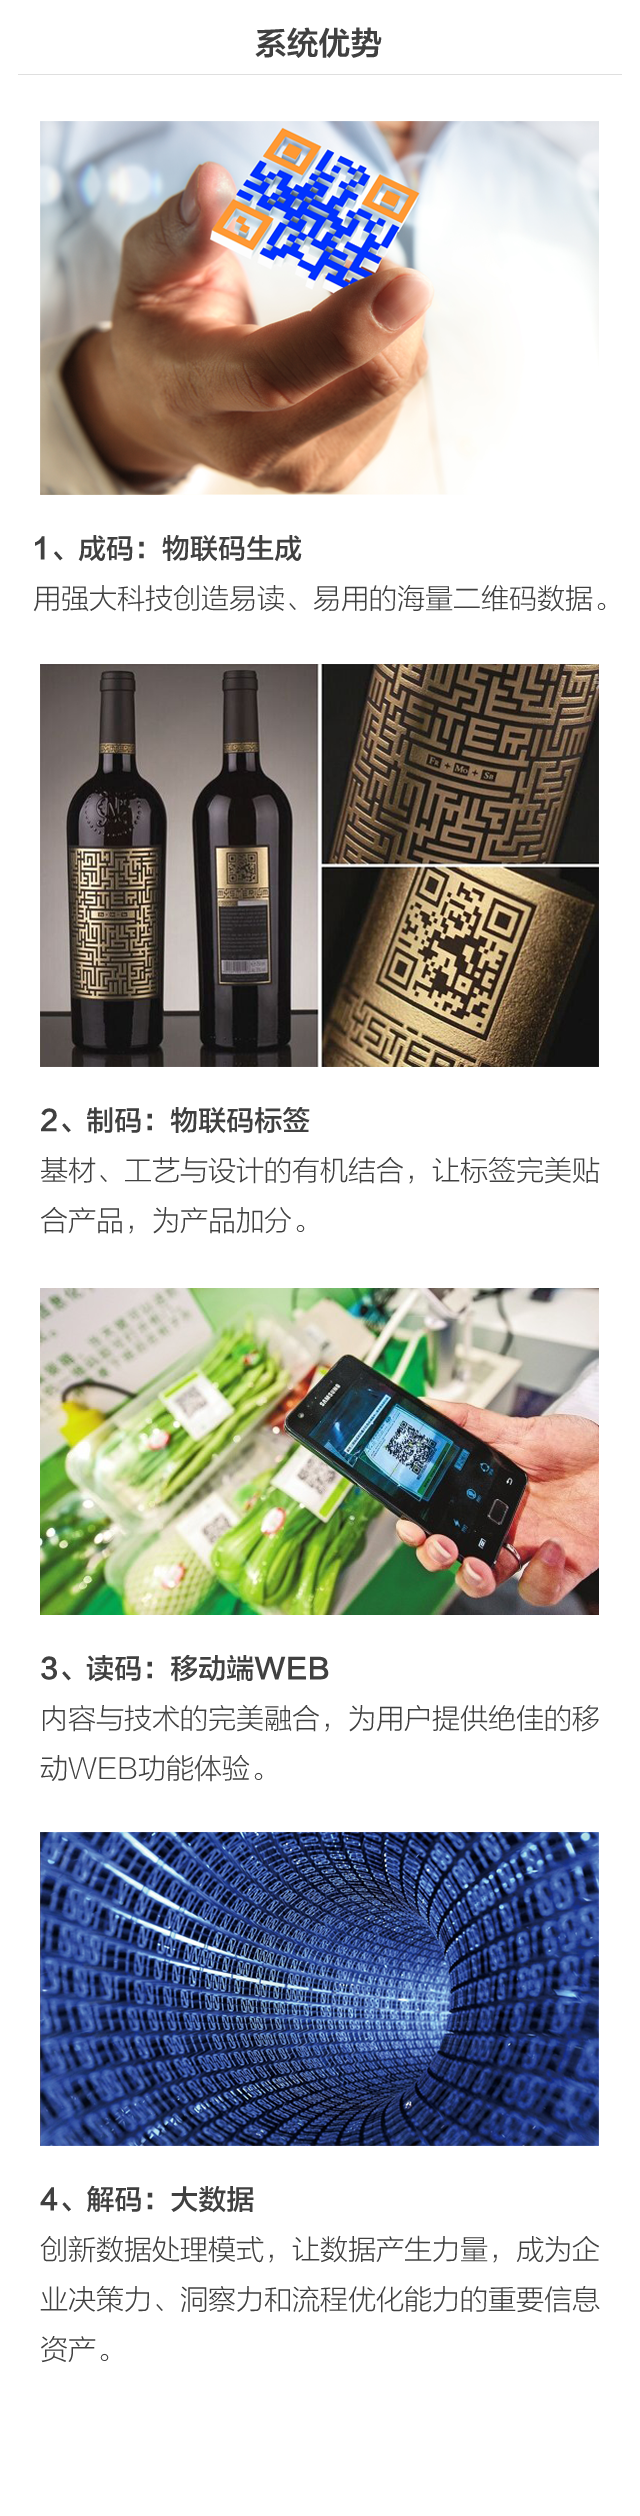 系统优势
1、成码：物联码生成
用强大科技创造易读、易用的海量二维码数据。
YSTER
Fe + Mo + Sa
YSTER
2、制码：物联码标签
基材、工艺与设计的有机结合，让标签完美贴
合产品，为产品加分。
SAMSUNG
3、读码：移动端WEB
内容与技术的完美融合，为用户提供绝佳的移
动WEB功能体验。
4、解码：大数据
创新数据处理模式，让数据产生力量，成为企
业决策力、洞察力和流程优化能力的重要信息
资产。